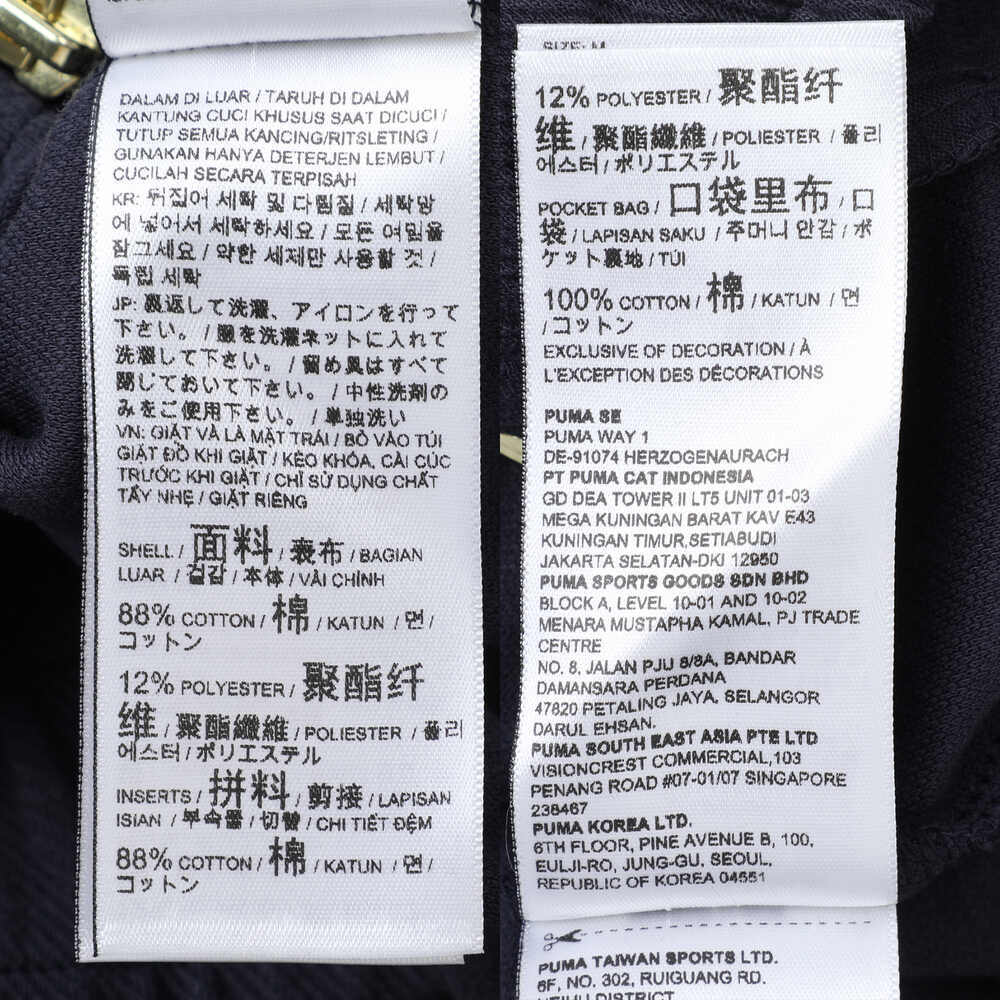 DALAM DI LUAR / TARUH DI DALAM
KANTUNG CUCI KHUSUS SAAT DICUCI /
TUTUP SEMUA KANCING/RITSLETING /
GUNAKAN HANYA DETERJEN LEMBUT /
CUCILAH SECARA TERPISAH
KR: 뒤집어 세탁 및 다림질 / 세탁망
에 넣어서 세탁하세요 / 모든 여밈을
잠그세요 / 약한 세제만 사용할 것 /
독립 세탁
JP: 裏返して洗濯、アイロンを行って
下さい。/ 服を洗濯ネットに入れて
洗濯して下さい。/ 留め具はすべて
閉じておいて下さい。/ 中性洗剤の
みをご使用下さい。/ 単独洗い
VN: GIẶT VÀ LÀ MẶT TRÁI / BỎ VÀO TÚI
GIẶT ĐỒ KHI GIẶT / KÉO KHÓA, CÀI CÚC
TRƯỚC KHI GIẶT / CHỈ SỬ DỤNG CHẤT
TẨY NHẸ / GIẶT RIÊNG
SHELL / 面料 / 表布 / BAGIAN
LUAR / 겉감 / 本体 / VẢI CHÍNH
88% COTTON / 棉 / KATUN / 면 /
コットン
12% POLYESTER / 聚酯纤
维 / 聚酯纖維 / POLIESTER / 폴리
에스터 / ポリエステル
INSERTS / 拼料 / 剪接 / LAPISAN
ISIAN / 부속물 / 切替 / CHI TIẾT ĐỆM
88% COTTON / 棉 / KATUN / 면 /
コットン
SIZE: M
12% POLYESTER / 聚酯纤
维 / 聚酯纖維 / POLIESTER / 폴리
에스터 / ポリエステル
POCKET BAG / 口袋里布 / 口
袋 / LAPISAN SAKU / 주머니 안감 / ポ
ケット裏地 / TÚI
100% COTTON / 棉 / KATUN / 면
/ コットン
EXCLUSIVE OF DECORATION / À
L'EXCEPTION DES DÉCORATIONS
PUMA SE
PUMA WAY 1
DE-91074 HERZOGENAURACH
PT PUMA CAT INDONESIA
GD DEA TOWER II LT5 UNIT 01-03
MEGA KUNINGAN BARAT KAV E43
KUNINGAN TIMUR,SETIABUDI
JAKARTA SELATAN-DKI 12950
PUMA SPORTS GOODS SDN BHD
BLOCK A, LEVEL 10-01 AND 10-02
MENARA MUSTAPHA KAMAL, PJ TRADE
CENTRE
NO. 8, JALAN PJU 8/8A, BANDAR
DAMANSARA PERDANA
47820 PETALING JAYA, SELANGOR
DARUL EHSAN.
PUMA SOUTH EAST ASIA PTE LTD
VISIONCREST COMMERCIAL,103
PENANG ROAD #07-01/07 SINGAPORE
238467
PUMA KOREA LTD.
6TH FLOOR, PINE AVENUE B, 100,
EULJI-RO, JUNG-GU, SEOUL,
REPUBLIC OF KOREA 04551
PUMA TAIWAN SPORTS LTD.
6F, NO. 302, RUIGUANG RD.
NEIHU DISTRICT